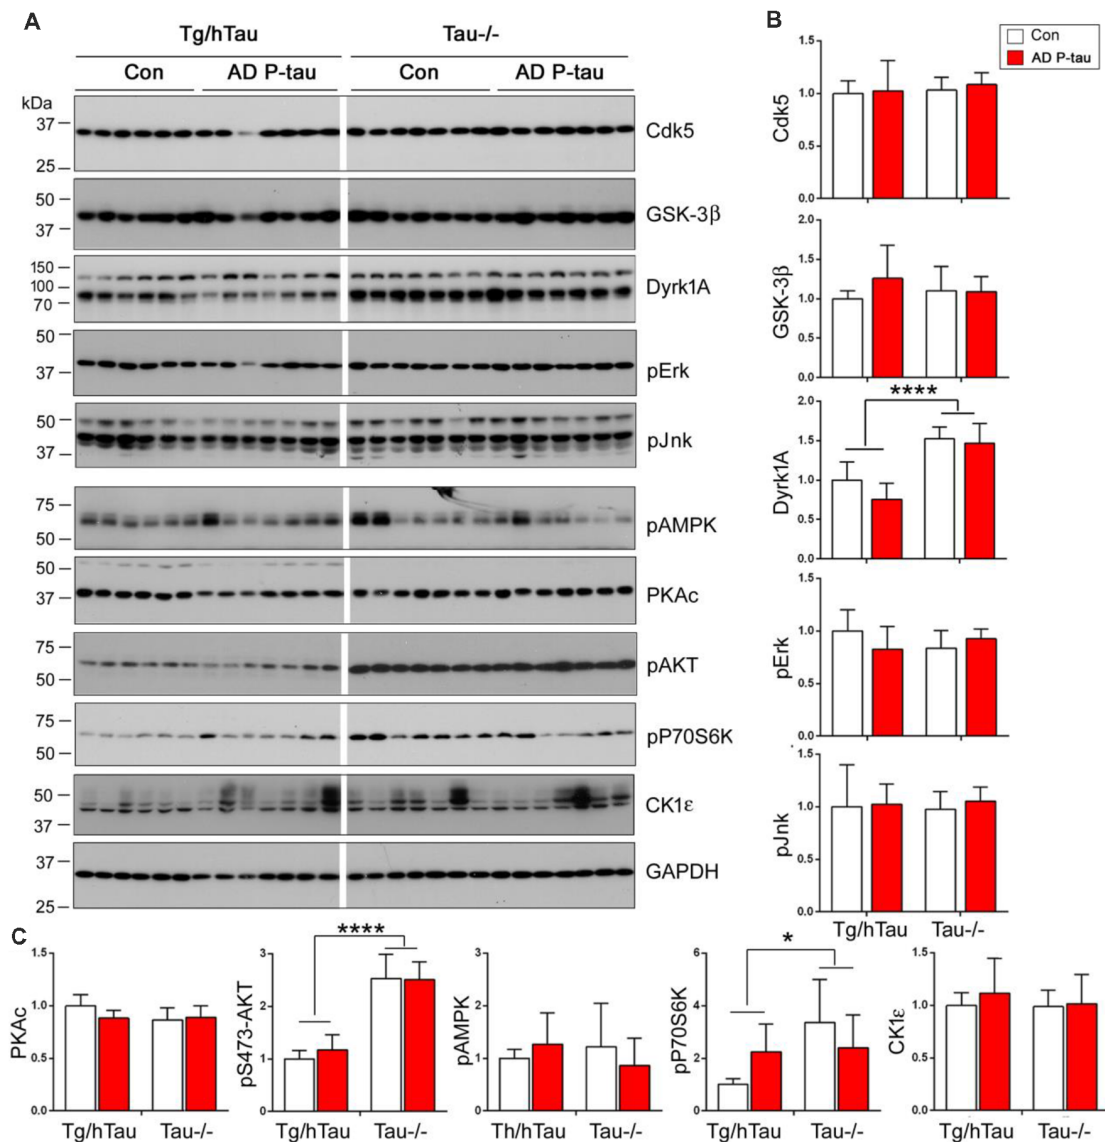 A
Tg/hTau Tau-/-
Con AD P-tau Con AD P-tau
kDa
37
25
Cdk5
50
37
GSK-3β
150
100
70
Dyrk1A
50
37
pErk
50
37
pJnk
75
50
pAMPK
50
37
PKAc
75
50
pAKT
75
50
pP70S6K
50
37
CK1ε
37
25
GAPDH
B
Con
AD P-tau
1.5
1.0
0.5
0.0
Cdk5
2.0
1.5
1.0
0.5
0.0
GSK-3β
2.0
1.5
1.0
0.5
0.0
Dyrk1A
****
1.5
1.0
0.5
0.0
pErk
1.5
1.0
0.5
0.0
pJnk
Tg/hTau Tau-/-
C
1.5
1.0
0.5
0.0
PKAc
Tg/hTau Tau-/-
3
2
1
0
pS473-AKT
****
Tg/hTau Tau-/-
3
2
1
0
pAMPK
Th/hTau Tau-/-
6
4
2
0
pP70S6K
*
Tg/hTau Tau-/-
1.5
1.0
0.5
0.0
CK1ε
Tg/hTau Tau-/-